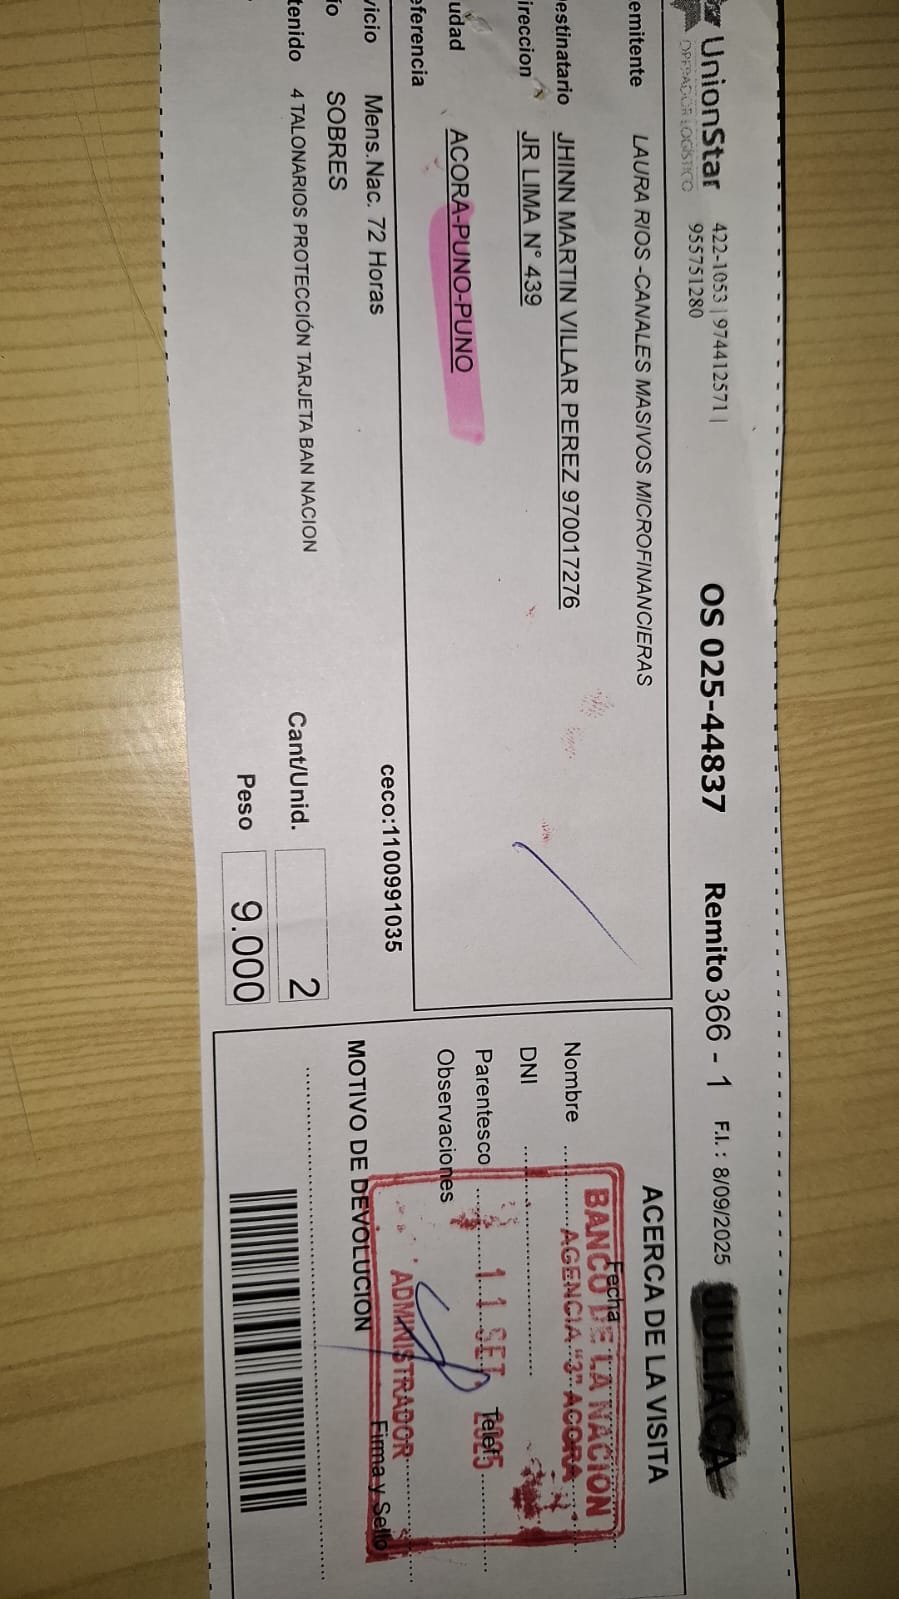 UnionStar
OPERADOR LOGÍSTICO
422-1053 | 974412571 |
955751280
OS 025-44837
Remito 366 - 1
F.I. : 8/09/2025
JULIACA
emitente LAURA RIOS -CANALES MASIVOS MICROFINANCIERAS
estinatario JHINN MARTIN VILLAR PEREZ 970017276
ireccion JR LIMA N° 439
udad ACORA-PUNO-PUNO
eferencia
vicio Mens.Nac. 72 Horas
ceco:1100991035
io SOBRES
tenido 4 TALONARIOS PROTECCIÓN TARJETA BAN NACION
Cant/Unid. 2
Peso 9.000
ACERCA DE LA VISITA
Fecha
BANCO DE LA NACION
AGENCIA "3" ACORA
Nombre
DNI
Parentesco
11 SET 2025
Telef
Observaciones
ADMINISTRADOR
Firma y Sello
MOTIVO DE DEVOLUCION